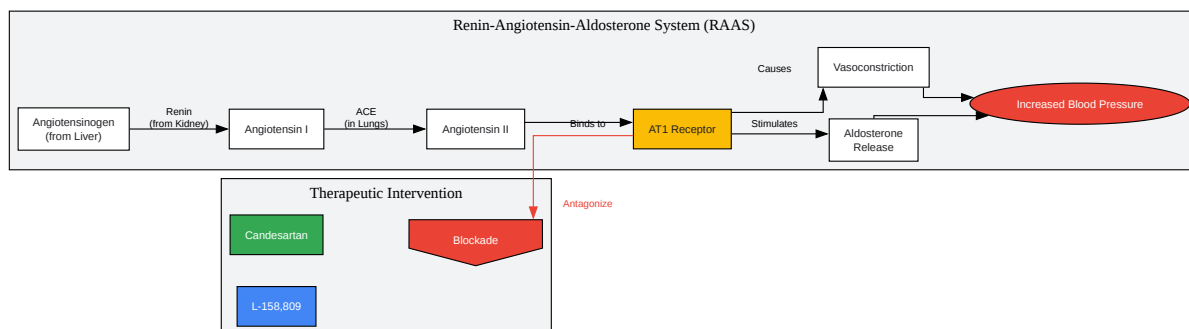 Renin-Angiotensin-Aldosterone System (RAAS)
Causes
Vasoconstriction
Increased Blood Pressure
Angiotensinogen
(from Liver)
Renin
(from Kidney)
Angiotensin I
ACE
(in Lungs)
Angiotensin II
Binds to
AT1 Receptor
Stimulates
Aldosterone
Release
Therapeutic Intervention
Antagonize
Candesartan
Blockade
L-158,809